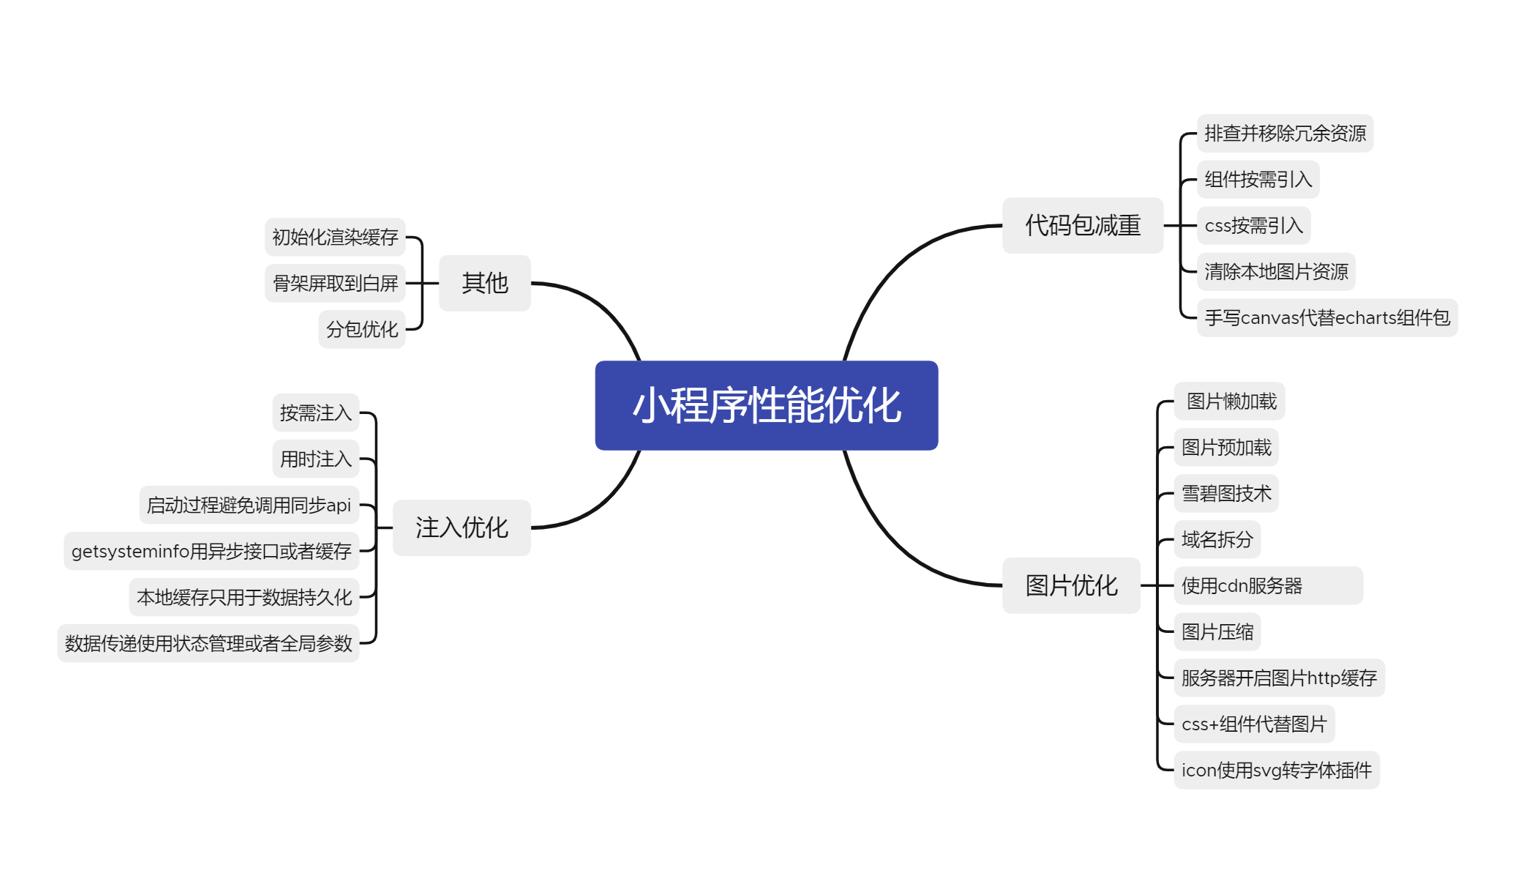 小程序性能优化
代码包减重
排查并移除冗余资源
组件按需引入
css按需引入
清除本地图片资源
手写canvas代替echarts组件包
图片优化
图片懒加载
图片预加载
雪碧图技术
域名拆分
使用cdn服务器
图片压缩
服务器开启图片http缓存
css+组件代替图片
icon使用svg转字体插件
其他
初始化渲染缓存
骨架屏取到白屏
分包优化
注入优化
按需注入
用时注入
启动过程避免调用同步api
getsysteminfo用异步接口或者缓存
本地缓存只用于数据持久化
数据传递使用状态管理或者全局参数